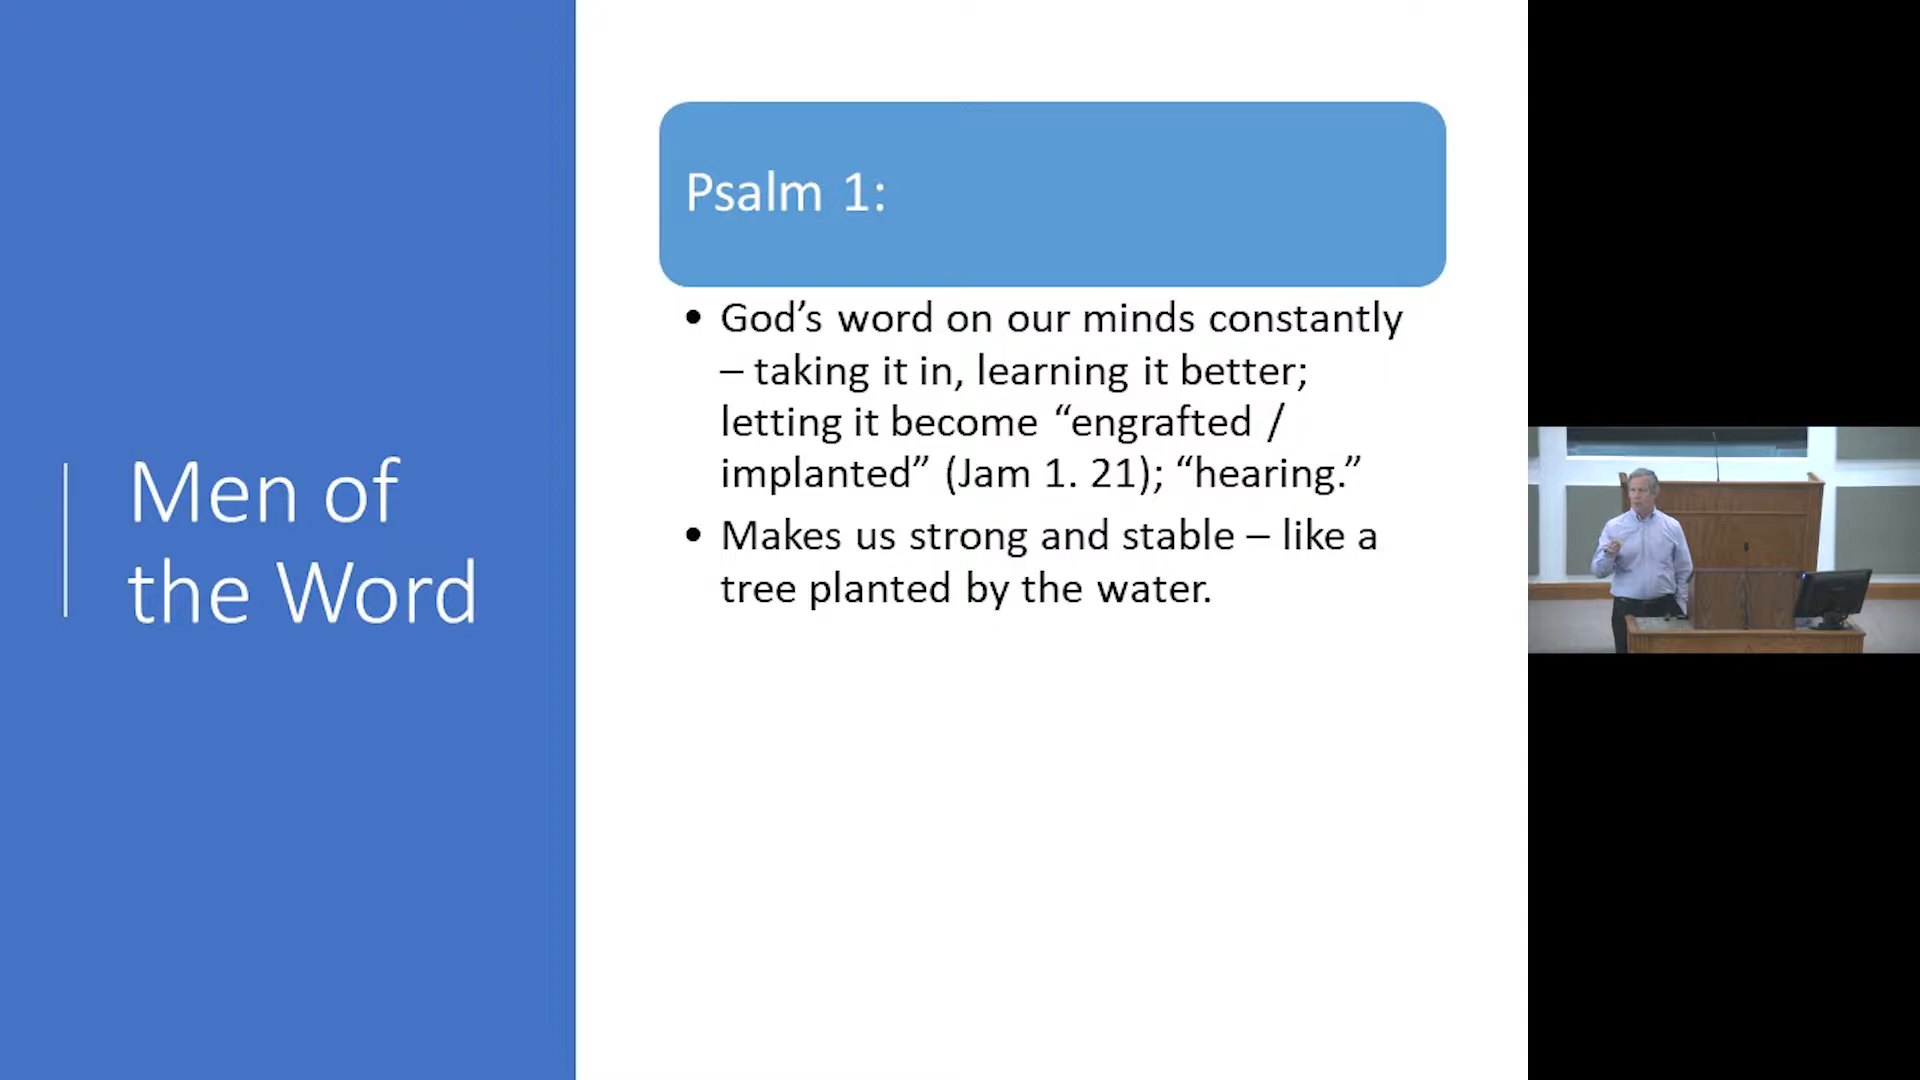 Men of
the Word
Psalm 1:
• God’s word on our minds constantly
– taking it in, learning it better;
letting it become “engrafted /
implanted” (Jam 1. 21); “hearing.”
• Makes us strong and stable – like a
tree planted by the water.